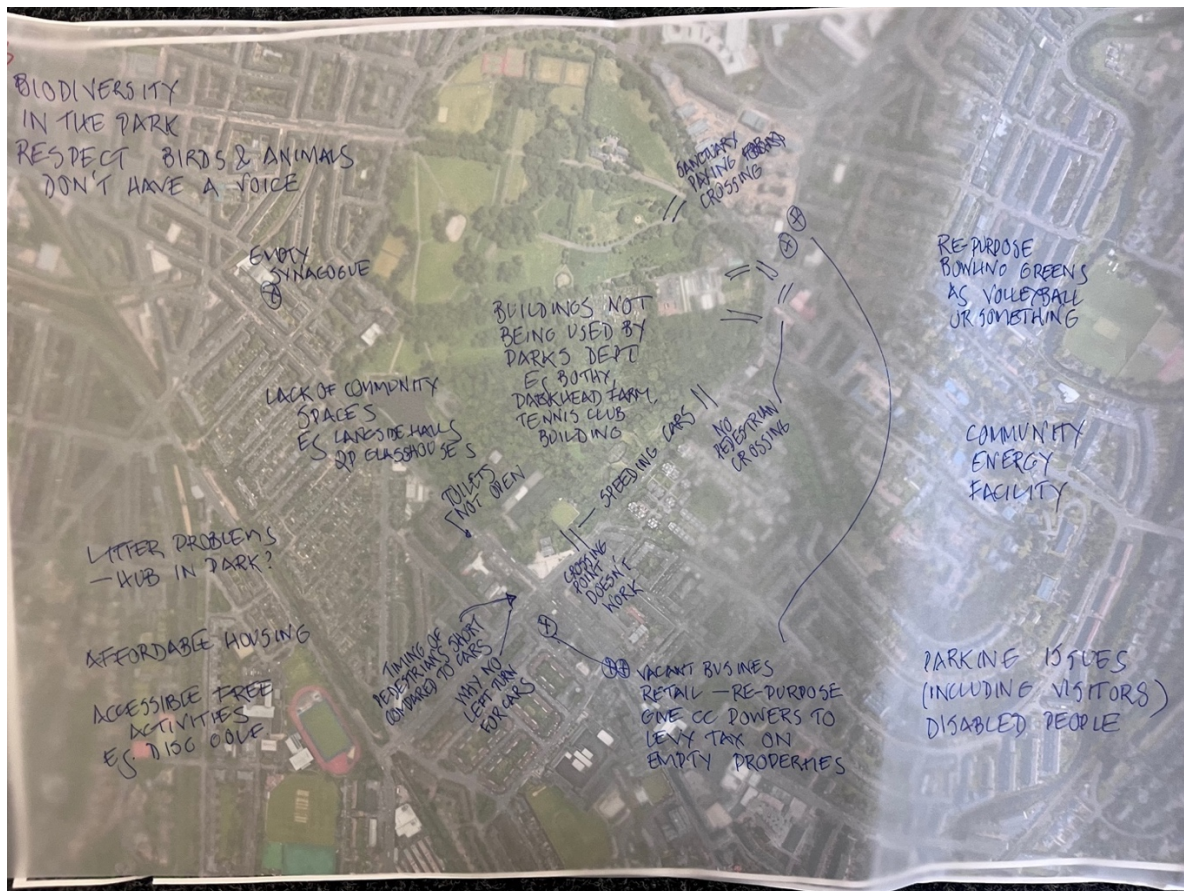 BIODIVERSITY
IN THE PARK
RESPECT BIRDS & ANIMALS
DON'T HAVE A VOICE
SANCTUARY
PAVING FOR
CROSSING
EMPTY
SYNAGOGUE
RE-PURPOSE
BOWLING GREENS
AS VOLLEYBALL
OR SOMETHING
BUILDINGS NOT
BEING USED BY
PARKS DEPT
EG BOTHY,
FARM,
TENNIS CLUB
BUILDING
LACK OF COMMUNITY
SPACES
EG LANGSIDE HALLS
QP GLASSHOUSES
NO
PEDESTRIAN
CROSSING
SPEEDING CARS
COMMUNITY
ENERGY
FACILITY
TOILETS
NOT OPEN
LITTER PROBLEMS
— HUB IN PARK?
CROSSING
POINT
DOESN'T
WORK
AFFORDABLE HOUSING
TIMING OF
PEDESTRIANS SHORT
COMPARED TO CARS
WHY NO
LEFT TURN
FOR CARS
ACCESSIBLE FREE
ACTIVITIES
EG. DISC GOLF
VACANT BUSINES
RETAIL — RE-PURPOSE
GIVE CC POWERS TO
LEVY TAX ON
EMPTY PROPERTIES
PARKING ISSUES
(INCLUDING VISITORS)
DISABLED PEOPLE